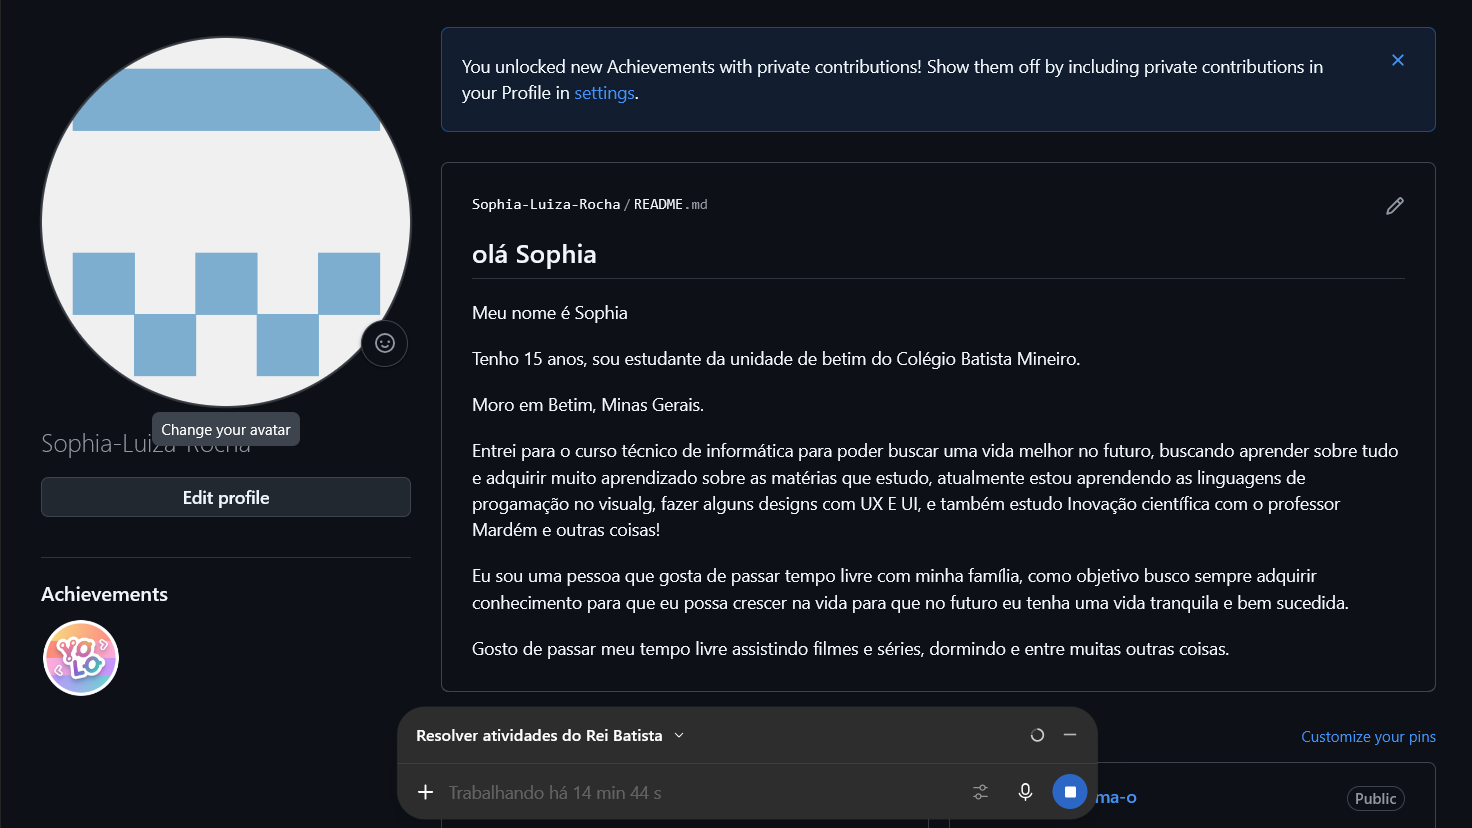 You unlocked new Achievements with private contributions! Show them off by including private contributions in
your Profile in settings.
Sophia-Luiza-Rocha/README.md
olá Sophia
Meu nome é Sophia
Tenho 15 anos, sou estudante da unidade de betim do Colégio Batista Mineiro.
Moro em Betim, Minas Gerais.
Entrei para o curso técnico de informática para poder buscar uma vida melhor no futuro, buscando aprender sobre tudo
e adquirir muito aprendizado sobre as matérias que estudo, atualmente estou aprendendo as linguagens de
progamação no visualg, fazer alguns designs com UX E UI, e também estudo Inovação científica com o professor
Mardém e outras coisas!
Eu sou uma pessoa que gosta de passar tempo livre com minha família, como objetivo busco sempre adquirir
conhecimento para que eu possa crescer na vida para que no futuro eu tenha uma vida tranquila e bem sucedida.
Gosto de passar meu tempo livre assistindo filmes e séries, dormindo e entre muitas outras coisas.
Change your avatar
Sophia-Luiza-Rocha
Edit profile
Achievements
YOLO
Customize your pins
Resolver atividades do Rei Batista
Trabalhando há 14 min 44 s
ma-o
Public